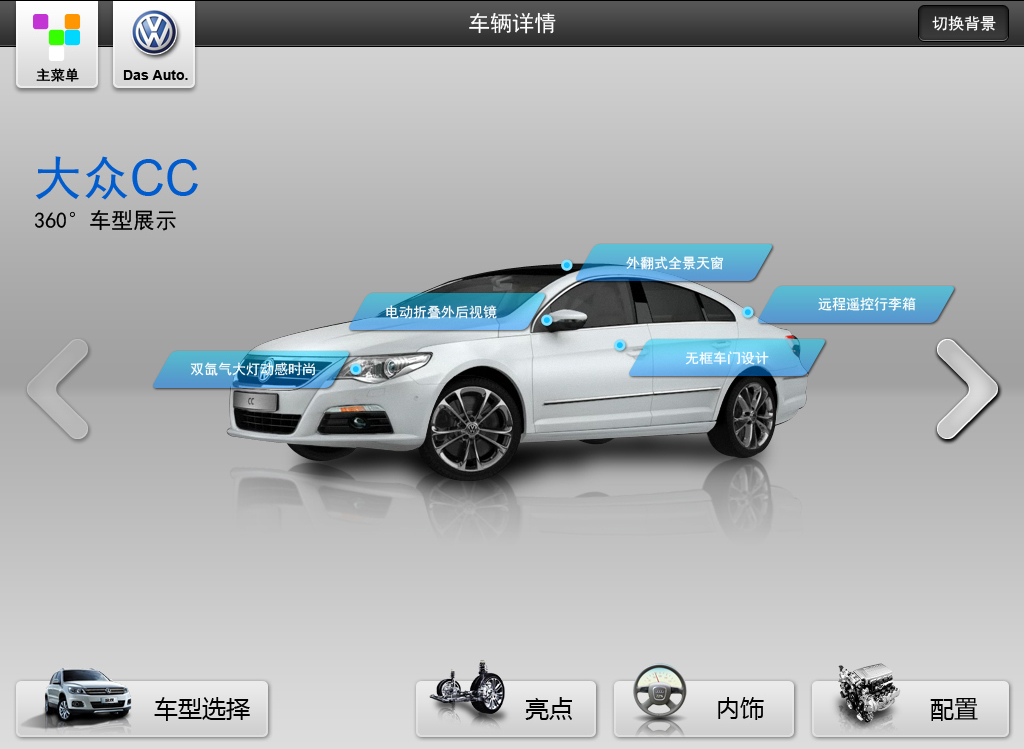 车辆详情
切换背景
主菜单
Das Auto.
大众CC
360°车型展示
外翻式全景天窗
远程遥控行李箱
电动折叠外后视镜
无框车门设计
双氙气大灯动感时尚
CC
车型选择
亮点
内饰
配置